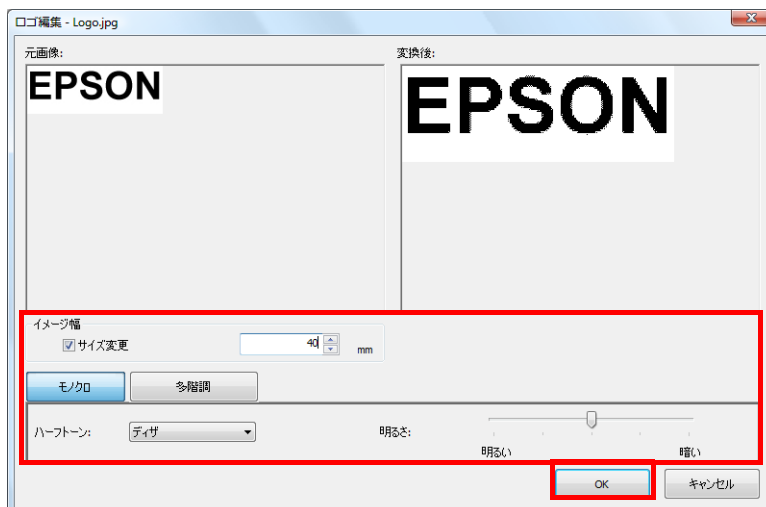 ロゴ編集 - Logo.jpg
元画像:
変換後:
EPSON
EPSON
イメージ幅
サイズ変更
40
mm
モノクロ
多階調
ハーフトーン:
ディザ
明るさ:
明るい
暗い
OK
キャンセル